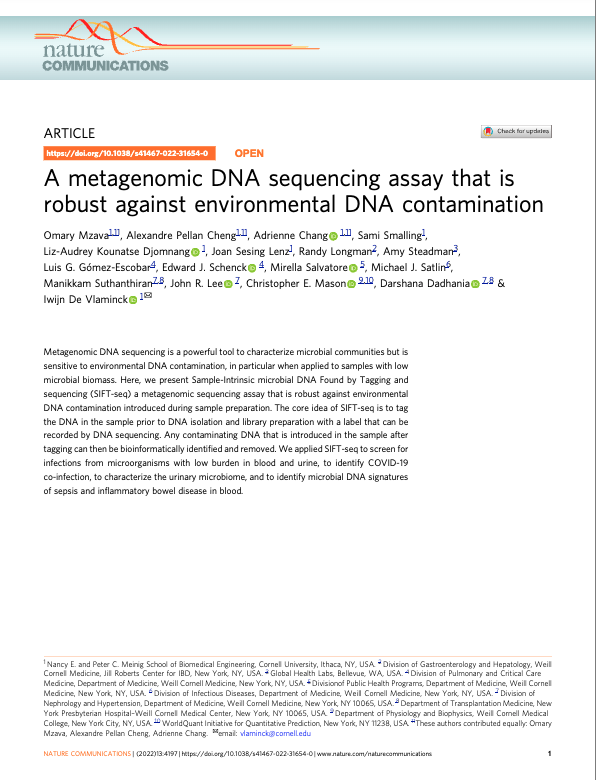 nature
COMMUNICATIONS
ARTICLE
Check for updates
https://doi.org/10.1038/s41467-022-31654-0
OPEN
A metagenomic DNA sequencing assay that is
robust against environmental DNA contamination
Omary Mzava1,11, Alexandre Pellan Cheng1,11, Adrienne Chang 1,11, Sami Smalling1,
Liz-Audrey Kounatse Djomnang 1, Joan Sesing Lenz1, Randy Longman2, Amy Steadman3,
Luis G. Gómez-Escobar4, Edward J. Schenck 4, Mirella Salvatore 5, Michael J. Satlin6,
Manikkam Suthanthiran7,8, John R. Lee 7, Christopher E. Mason 9,10, Darshana Dadhania 7,8 &
Iwijn De Vlaminck 1✉
Metagenomic DNA sequencing is a powerful tool to characterize microbial communities but is
sensitive to environmental DNA contamination, in particular when applied to samples with low
microbial biomass. Here, we present Sample-Intrinsic microbial DNA Found by Tagging and
sequencing (SIFT-seq) a metagenomic sequencing assay that is robust against environmental
DNA contamination introduced during sample preparation. The core idea of SIFT-seq is to tag
the DNA in the sample prior to DNA isolation and library preparation with a label that can be
recorded by DNA sequencing. Any contaminating DNA that is introduced in the sample after
tagging can then be bioinformatically identified and removed. We applied SIFT-seq to screen for
infections from microorganisms with low burden in blood and urine, to identify COVID-19
co-infection, to characterize the urinary microbiome, and to identify microbial DNA signatures
of sepsis and inflammatory bowel disease in blood.
1 Nancy E. and Peter C. Meinig School of Biomedical Engineering, Cornell University, Ithaca, NY, USA. 2 Division of Gastroenterology and Hepatology, Weill
Cornell Medicine, Jill Roberts Center for IBD, New York, NY, USA. 3 Global Health Labs, Bellevue, WA, USA. 4 Division of Pulmonary and Critical Care
Medicine, Department of Medicine, Weill Cornell Medicine, New York, NY, USA. 5 Divisionof Public Health Programs, Department of Medicine, Weill Cornell
Medicine, New York, NY, USA. 6 Division of Infectious Diseases, Department of Medicine, Weill Cornell Medicine, New York, NY, USA. 7 Division of
Nephrology and Hypertension, Department of Medicine, Weill Cornell Medicine, New York, NY 10065, USA. 8 Department of Transplantation Medicine, New
York Presbyterian Hospital–Weill Cornell Medical Center, New York, NY 10065, USA. 9 Department of Physiology and Biophysics, Weill Cornell Medical
College, New York City, NY, USA. 10 WorldQuant Initiative for Quantitative Prediction, New York, NY 11238, USA. 11These authors contributed equally: Omary
Mzava, Alexandre Pellan Cheng, Adrienne Chang. ✉email: vlaminck@cornell.edu
NATURE COMMUNICATIONS | (2022)13:4197 | https://doi.org/10.1038/s41467-022-31654-0 | www.nature.com/naturecommunications
1